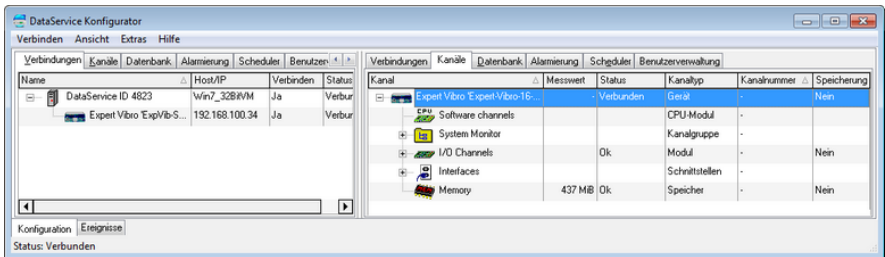 DataService Konfigurator
Verbinden Ansicht Extras Hilfe
Verbindungen Kanäle Datenbank Alarmierung Scheduler Benutzer
Name Host/IP Verbinden Status
DataService ID 4823 Win7_32BitVM Ja Verbur
Expert Vibro 'ExpVib-S... 192.168.100.34 Ja Verbur
Verbindungen Kanäle Datenbank Alarmierung Scheduler Benutzerverwaltung
Kanal Messwert Status Kanaltyp Kanalnummer Speicherung
Expert Vibro 'Expert-Vibro-16-... - Verbunden Gerät - Nein
Software channels CPU-Modul -
System Monitor Kanalgruppe -
I/O Channels Ok Modul - Nein
Interfaces Schnittstellen -
Memory 437 MiB Ok Speicher - Nein
Konfiguration Ereignisse
Status: Verbunden